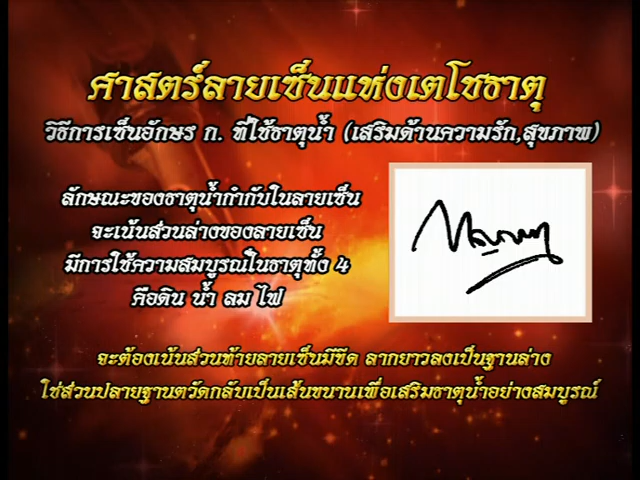 ศาสตร์ลายเซ็นแห่งเตโชธาตุ
วิธีการเซ็นอักษร ก. ที่ใช้ธาตุน้ำ (เสริมด้านความรัก,สุขภาพ)
ลักษณะของธาตุน้ำกำกับในลายเซ็น
จะเน้นส่วนล่างของลายเซ็น
มีการใช้ความสมบูรณ์ในธาตุทั้ง 4
คือดิน น้ำ ลม ไฟ
จะต้องเน้นส่วนท้ายลายเซ็นมีขีด ลากยาวลงเป็นฐานล่าง
ใช่ส่วนปลายฐานตวัดกลับเป็นเส้นขนานเพื่อเสริมธาตุน้ำอย่างสมบูรณ์